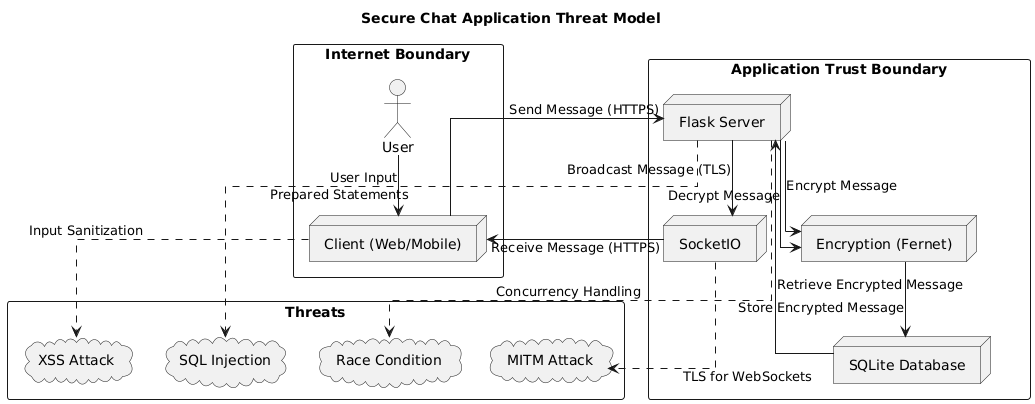 Secure Chat Application Threat Model
Internet Boundary
Application Trust Boundary
User
Send Message (HTTPS)
Flask Server
User Input
Prepared Statements
Broadcast Message (TLS)
Decrypt Message
Encrypt Message
Input Sanitization
Client (Web/Mobile)
Receive Message (HTTPS)
SocketIO
Encryption (Fernet)
Concurrency Handling
Retrieve Encrypted Message
Store Encrypted Message
Threats
XSS Attack
SQL Injection
Race Condition
MITM Attack
TLS for WebSockets
SQLite Database